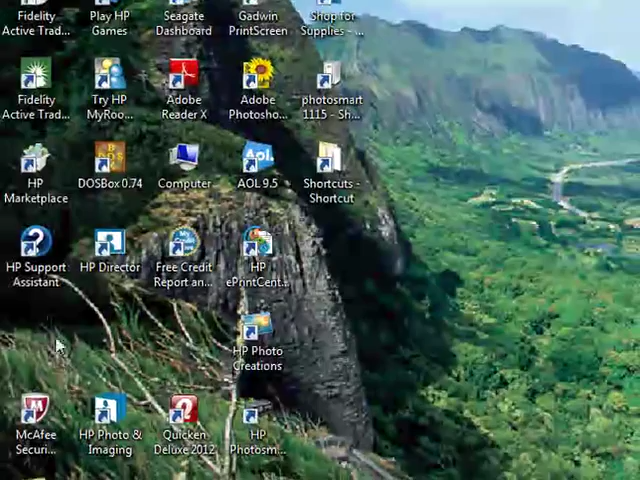 Fidelity
Active Trad...
Play HP
Games
Seagate
Dashboard
Gadwin
PrintScreen
Shop for
Supplies - ...
Fidelity
Active Trad...
Try HP
MyRoo...
Adobe
Reader X
Adobe
Photosho...
photosmart
1115 - Sh...
HP
Marketplace
DOS
BOX
DOSBox 0.74
Computer
Aol.
AOL 9.5
Shortcuts -
Shortcut
HP Support
Assistant
HP Director
Free Credit
Report an...
HP
ePrintCent...
HP Photo
Creations
McAfee
Securi...
HP Photo &
Imaging
Quicken
Deluxe 2012
HP
Photosm...